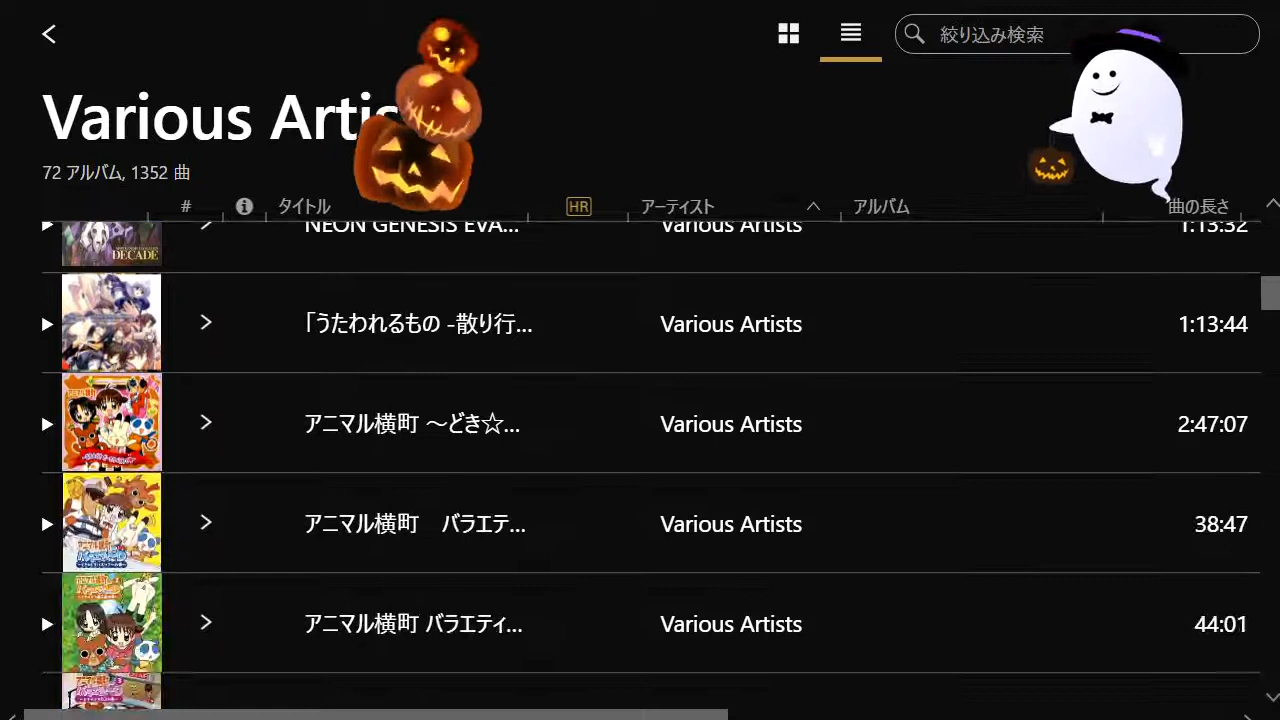 絞り込み検索
Various Artis
72 アルバム, 1352 曲
# タイトル HR アーティスト アルバム 曲の長さ
DECADE
NEON GENESIS EVA... Various Artists 1:13:32
「うたわれるもの -散り行... Various Artists 1:13:44
アニマル横町 ～どき☆... Various Artists 2:47:07
アニマル横町　バラエテ... Various Artists 38:47
アニマル横町 バラエティ... Various Artists 44:01